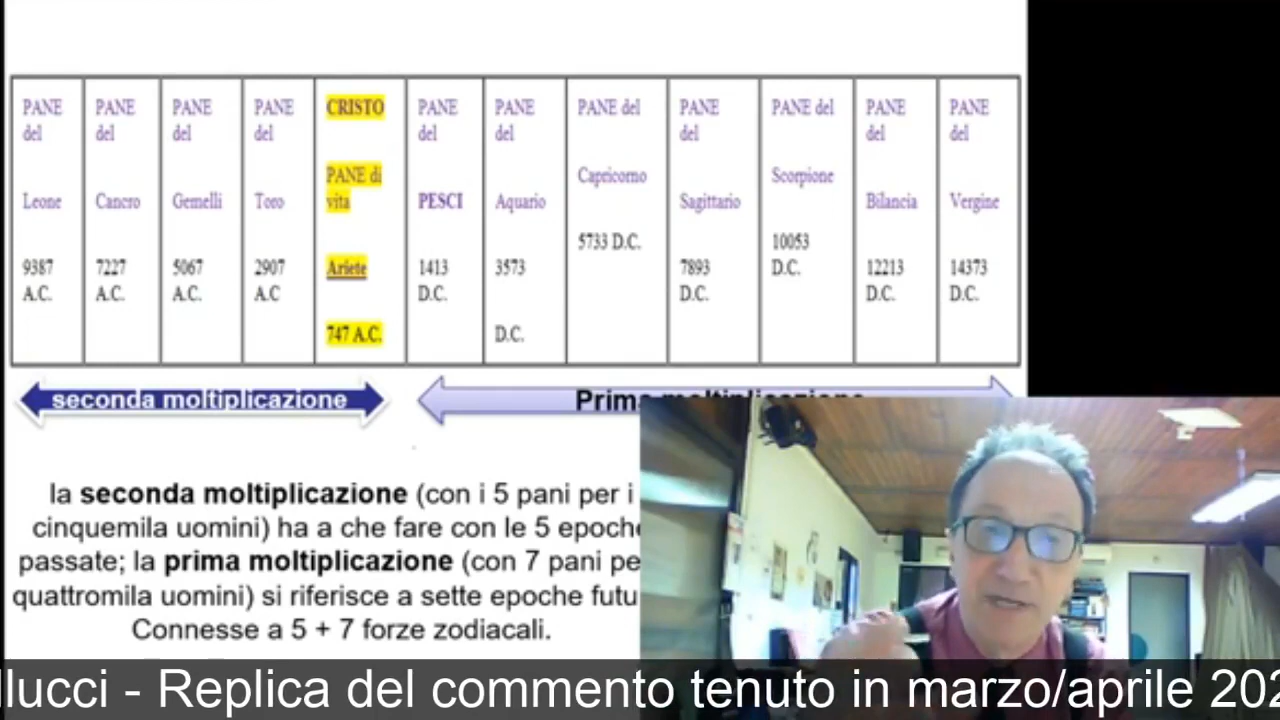 PANE del Leone 9387 A.C.
PANE del Cancro 7227 A.C.
PANE del Gemelli 5067 A.C.
PANE del Toro 2907 A.C
CRISTO PANE di vita Ariete 747 A.C.
PANE del PESCI 1413 D.C.
PANE del Aquario 3573 D.C.
PANE del Capricorno 5733 D.C.
PANE del Sagittario 7893 D.C.
PANE del Scorpione 10053 D.C.
PANE del Bilancia 12213 D.C.
PANE del Vergine 14373 D.C.
seconda moltiplicazione
Prima moltiplicazione
la seconda moltiplicazione (con i 5 pani per i
cinquemila uomini) ha a che fare con le 5 epoche
passate; la prima moltiplicazione (con 7 pani pe
quattromila uomini) si riferisce a sette epoche futu
Connesse a 5 + 7 forze zodiacali.
llucci - Replica del commento tenuto in marzo/aprile 202